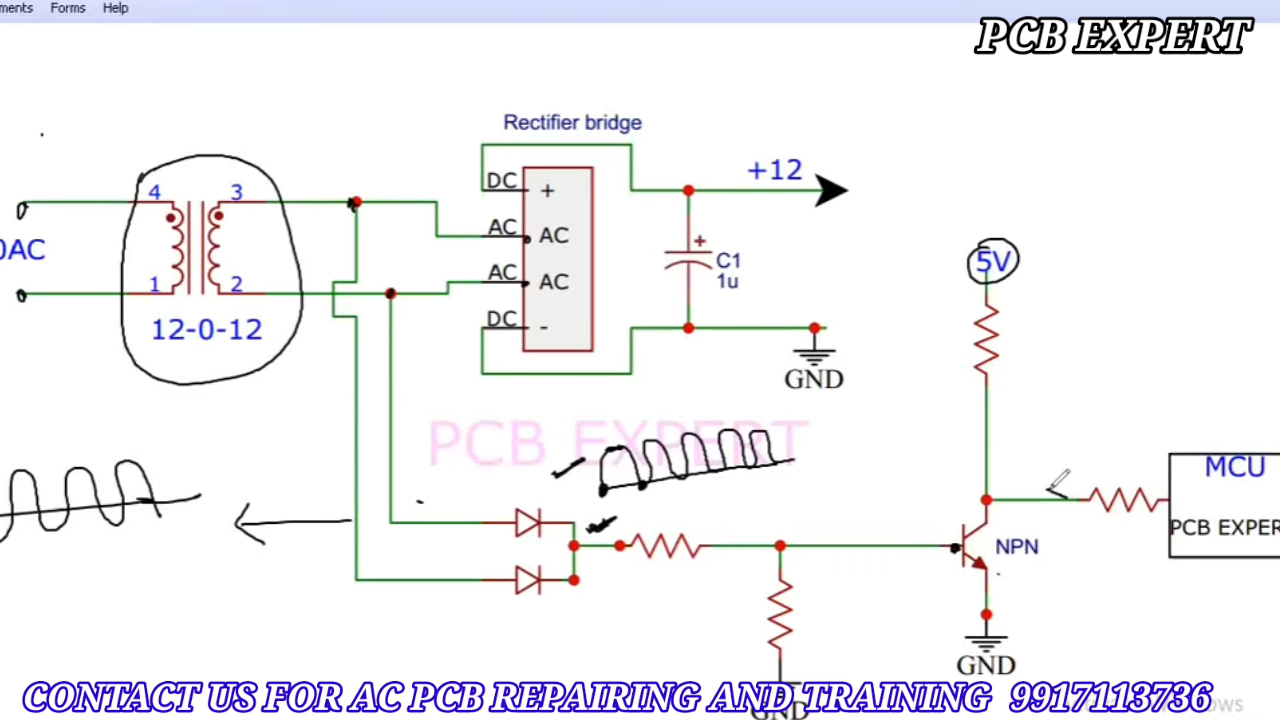 ments Forms Help
PCB EXPERT
Rectifier bridge
+12
DC +
4 3
AC AC
5V
0AC
+
C1
1u
AC AC
1 2
DC -
12-0-12
GND
PCB EXPERT
MCU
PCB EXPER
NPN
GND
GND
CONTACT US FOR AC PCB REPAIRING AND TRAINING 9917113736